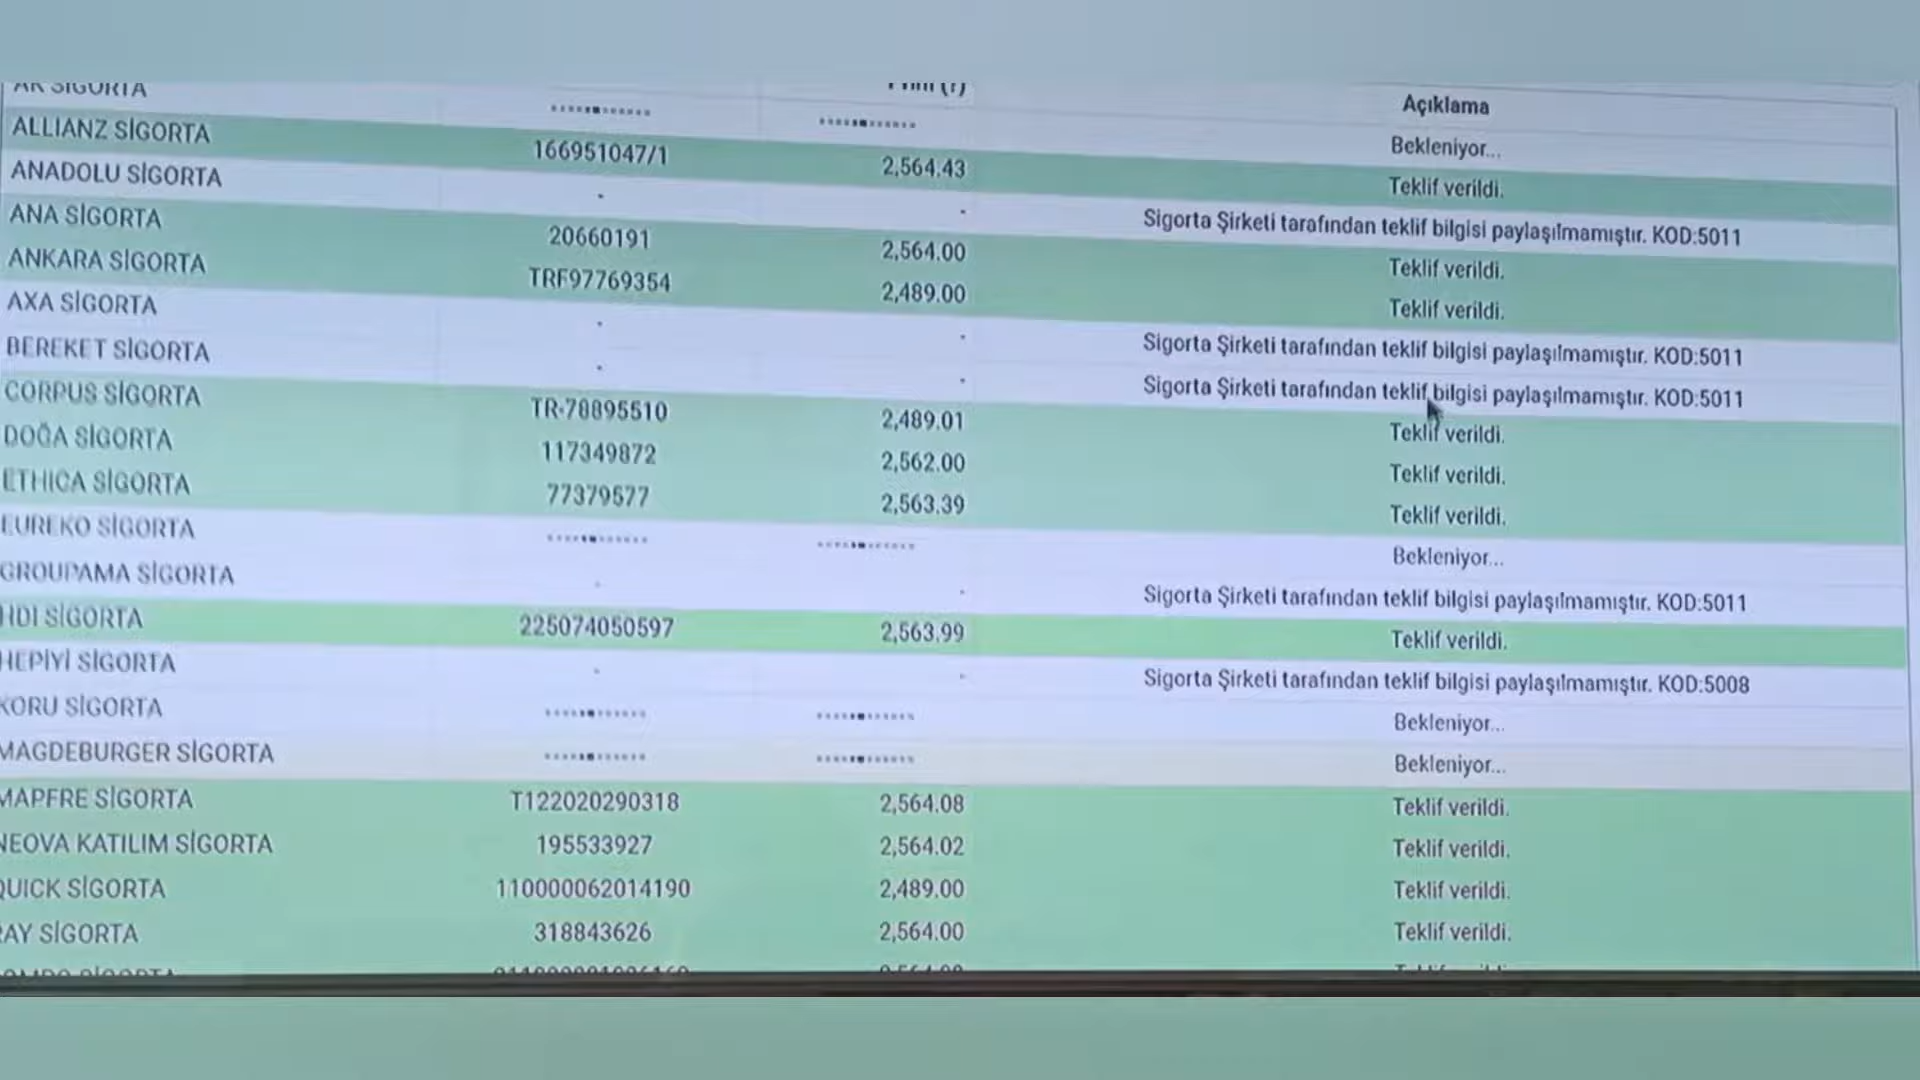 AK SİGORTA Açıklama
Bekleniyor...
ALLIANZ SİGORTA 166951047/1 2,564.43 Teklif verildi.
ANADOLU SİGORTA - - Sigorta Şirketi tarafından teklif bilgisi paylaşılmamıştır. KOD:5011
ANA SİGORTA 20660191 2,564.00 Teklif verildi.
ANKARA SİGORTA TRF97769354 2,489.00 Teklif verildi.
AXA SİGORTA - - Sigorta Şirketi tarafından teklif bilgisi paylaşılmamıştır. KOD:5011
BEREKET SİGORTA - - Sigorta Şirketi tarafından teklif bilgisi paylaşılmamıştır. KOD:5011
CORPUS SİGORTA TR-78895510 2,489.01 Teklif verildi.
DOĞA SİGORTA 117349872 2,562.00 Teklif verildi.
ETHICA SİGORTA 77379577 2,563.39 Teklif verildi.
EUREKO SİGORTA Bekleniyor...
GROUPAMA SİGORTA - - Sigorta Şirketi tarafından teklif bilgisi paylaşılmamıştır. KOD:5011
HDI SİGORTA 225074050597 2,563.99 Teklif verildi.
HEPİYİ SİGORTA - - Sigorta Şirketi tarafından teklif bilgisi paylaşılmamıştır. KOD:5008
KORU SİGORTA Bekleniyor...
MAGDEBURGER SİGORTA Bekleniyor...
MAPFRE SİGORTA T122020290318 2,564.08 Teklif verildi.
NEOVA KATILIM SİGORTA 195533927 2,564.02 Teklif verildi.
QUICK SİGORTA 110000062014190 2,489.00 Teklif verildi.
RAY SİGORTA 318843626 2,564.00 Teklif verildi.